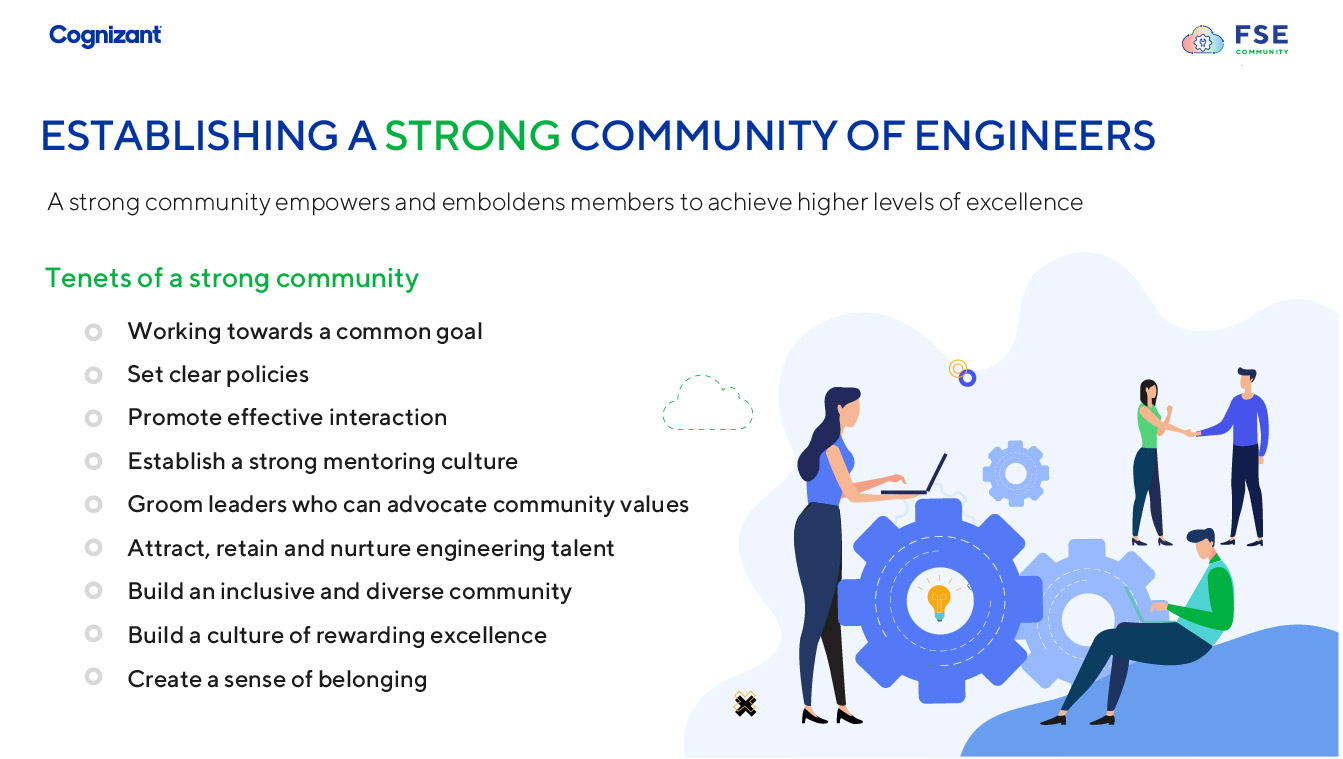 Cognizant
FSE
COMMUNITY
ESTABLISHING A STRONG COMMUNITY OF ENGINEERS
A strong community empowers and emboldens members to achieve higher levels of excellence
Tenets of a strong community
Working towards a common goal
Set clear policies
Promote effective interaction
Establish a strong mentoring culture
Groom leaders who can advocate community values
Attract, retain and nurture engineering talent
Build an inclusive and diverse community
Build a culture of rewarding excellence
Create a sense of belonging